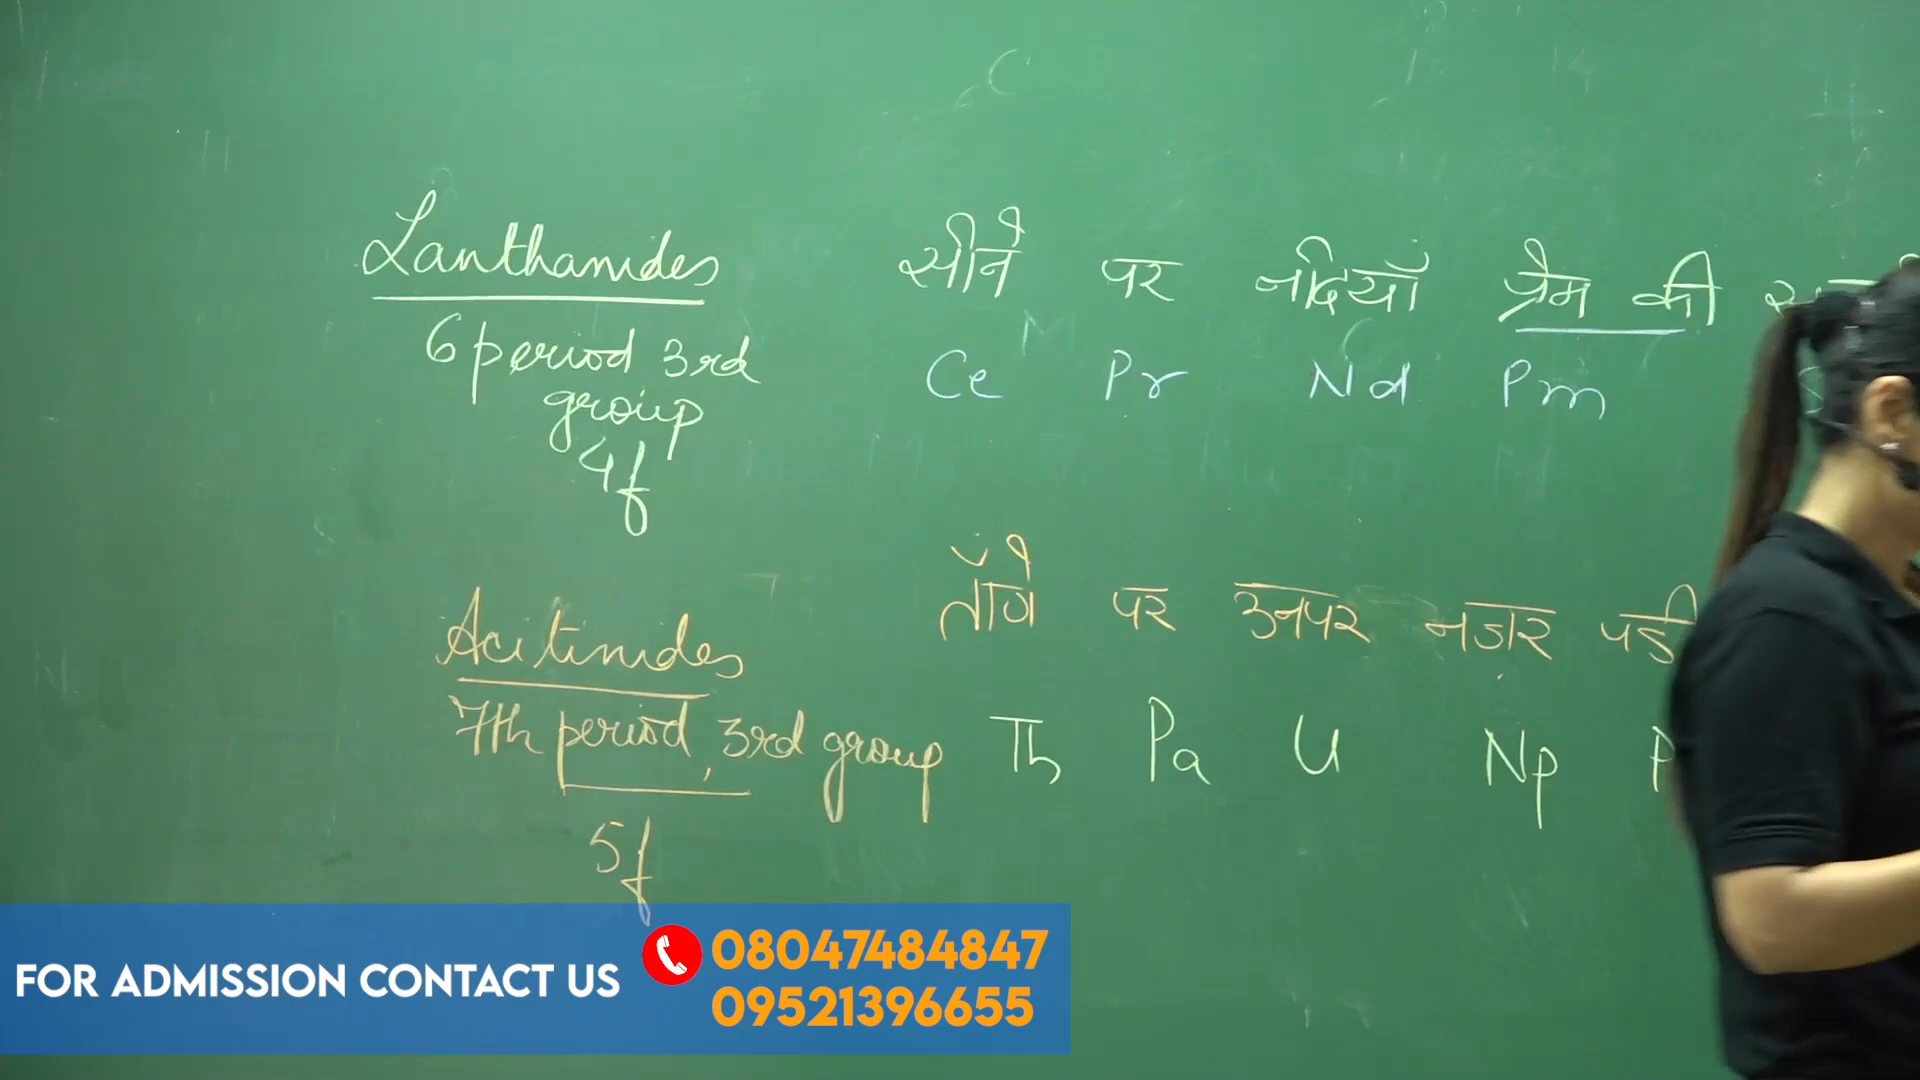 Lanthanides
6 period 3rd
group
4f
सीने पर नदियाँ प्रेम की
Ce Pr Nd Pm
Acitinides
7th period, 3rd group
5f
ताँगे पर उनपर नजर पड़ी
Th Pa U Np P
FOR ADMISSION CONTACT US
08047484847
09521396655